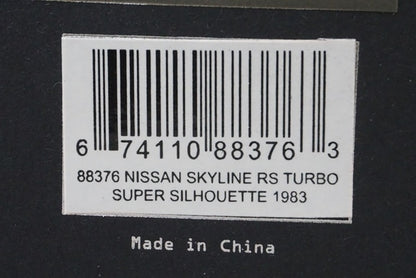 6 74110 88376 3
88376 NISSAN SKYLINE RS TURBO
SUPER SILHOUETTE 1983
Made in China